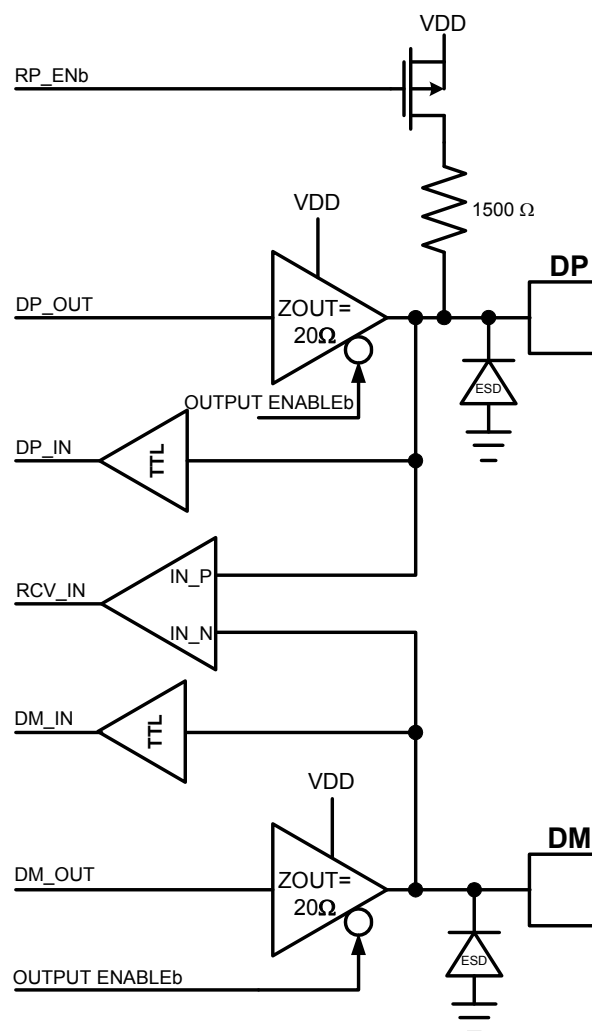 VDD
RP_ENb
1500 Ω
VDD
DP
DP_OUT
ZOUT=
20Ω
ESD
OUTPUT ENABLEb
DP_IN
TTL
IN_P
RCV_IN
IN_N
DM_IN
TTL
VDD
DM
DM_OUT
ZOUT=
20Ω
ESD
OUTPUT ENABLEb